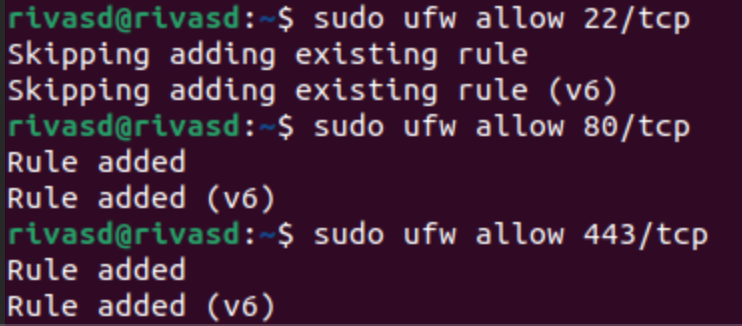 rivasd@rivasd:~$ sudo ufw allow 22/tcp
Skipping adding existing rule
Skipping adding existing rule (v6)
rivasd@rivasd:~$ sudo ufw allow 80/tcp
Rule added
Rule added (v6)
rivasd@rivasd:~$ sudo ufw allow 443/tcp
Rule added
Rule added (v6)